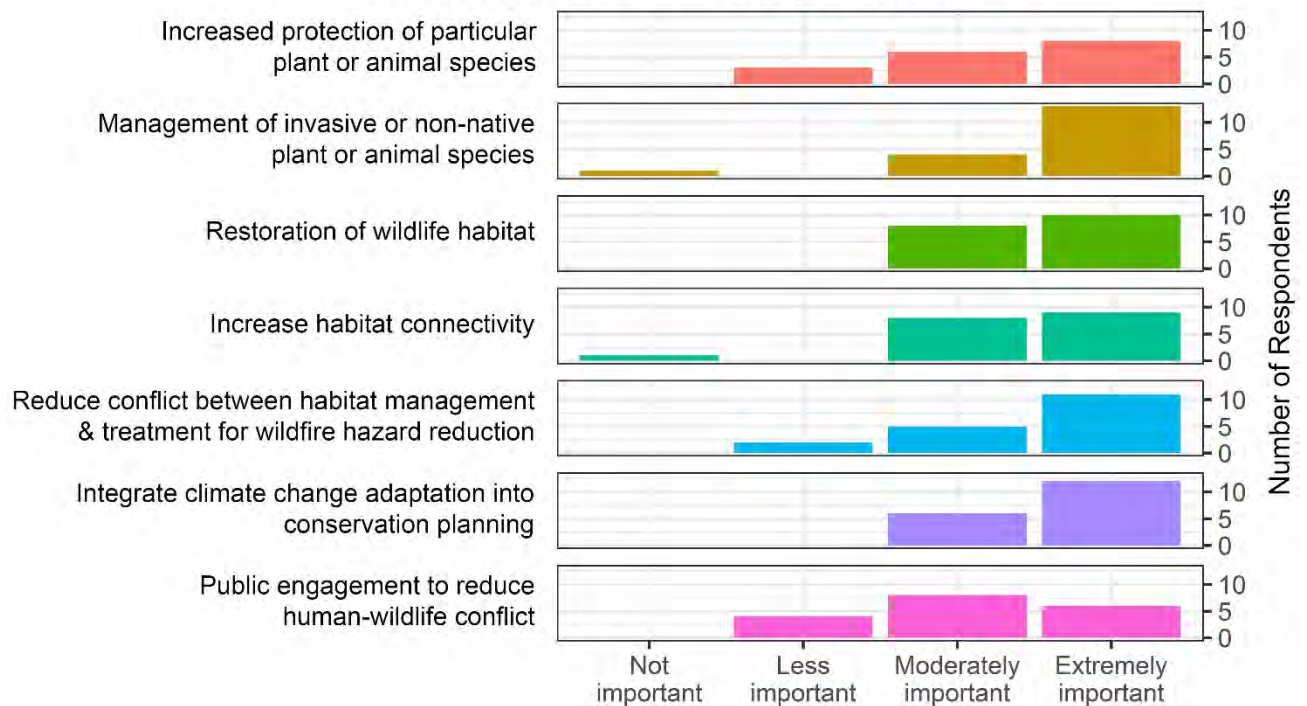 Increased protection of particular
plant or animal species
10
5
0
Management of invasive or non-native
plant or animal species
10
5
0
Restoration of wildlife habitat
10
5
0
Increase habitat connectivity
10
5
0
Reduce conflict between habitat management
& treatment for wildfire hazard reduction
10
5
0
Integrate climate change adaptation into
conservation planning
10
5
0
Public engagement to reduce
human-wildlife conflict
10
5
0
Number of Respondents
Not
important
Less
important
Moderately
important
Extremely
important